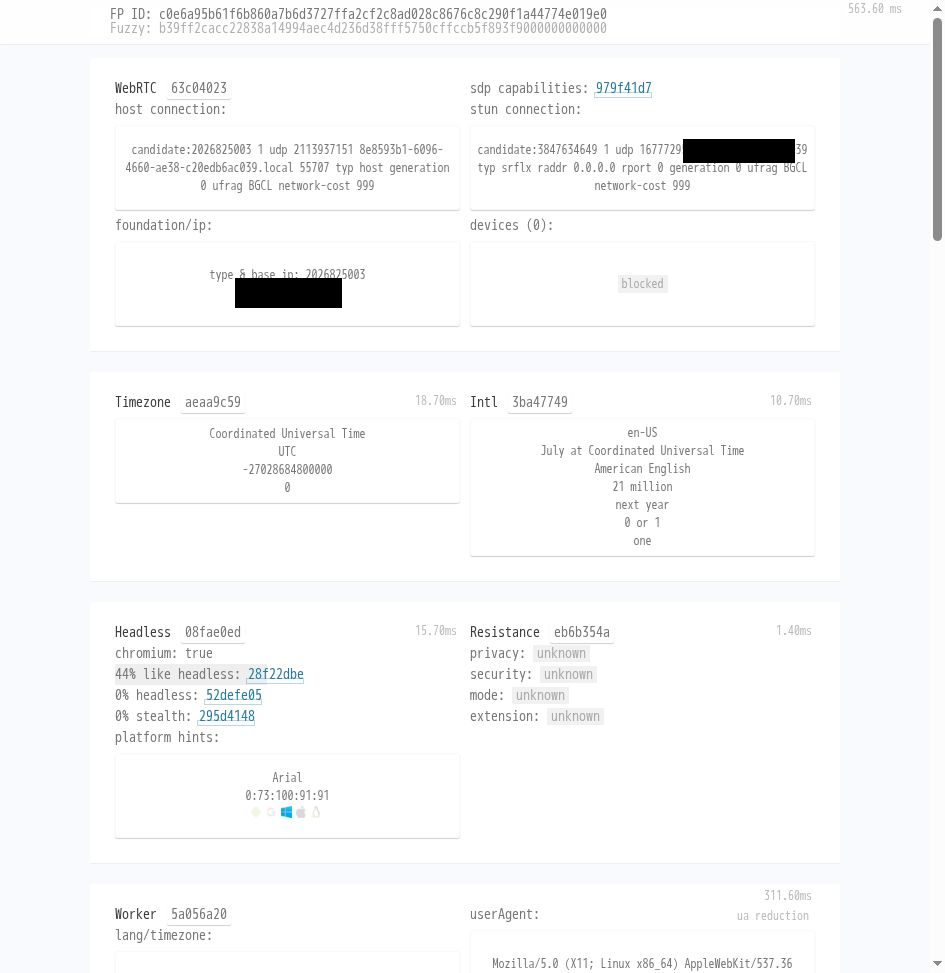 FP ID: c0e6a95b61f6b860a7b6d3727ffa2cf2c8ad028c8676c8c290f1a44774e019e0
563.60 ms
Fuzzy: b39ff2cacc22838a14994aec4d236d38fff5750cffccb5f893f9000000000000
WebRTC 63c04023
host connection:
candidate:2026825003 1 udp 2113937151 8e8593b1-6096-
4660-ae38-c20edb6ac039.local 55707 typ host generation
0 ufrag BGCL network-cost 999
foundation/ip:
type & base ip: 2026825003
sdp capabilities: 979f41d7
stun connection:
candidate:3847634649 1 udp 1677729 39
typ srflx raddr 0.0.0.0 rport 0 generation 0 ufrag BGCL
network-cost 999
devices (0):
blocked
Timezone aeaa9c59 18.70ms
Coordinated Universal Time
UTC
-27028684800000
0
Intl 3ba47749 10.70ms
en-US
July at Coordinated Universal Time
American English
21 million
next year
0 or 1
one
Headless 08fae0ed 15.70ms
chromium: true
44% like headless: 28f22dbe
0% headless: 52defe05
0% stealth: 295d4148
platform hints:
Arial
0:73:100:91:91
Resistance eb6b354a 1.40ms
privacy: unknown
security: unknown
mode: unknown
extension: unknown
311.60ms
Worker 5a056a20
lang/timezone:
userAgent: ua reduction
Mozilla/5.0 (X11; Linux x86_64) AppleWebKit/537.36